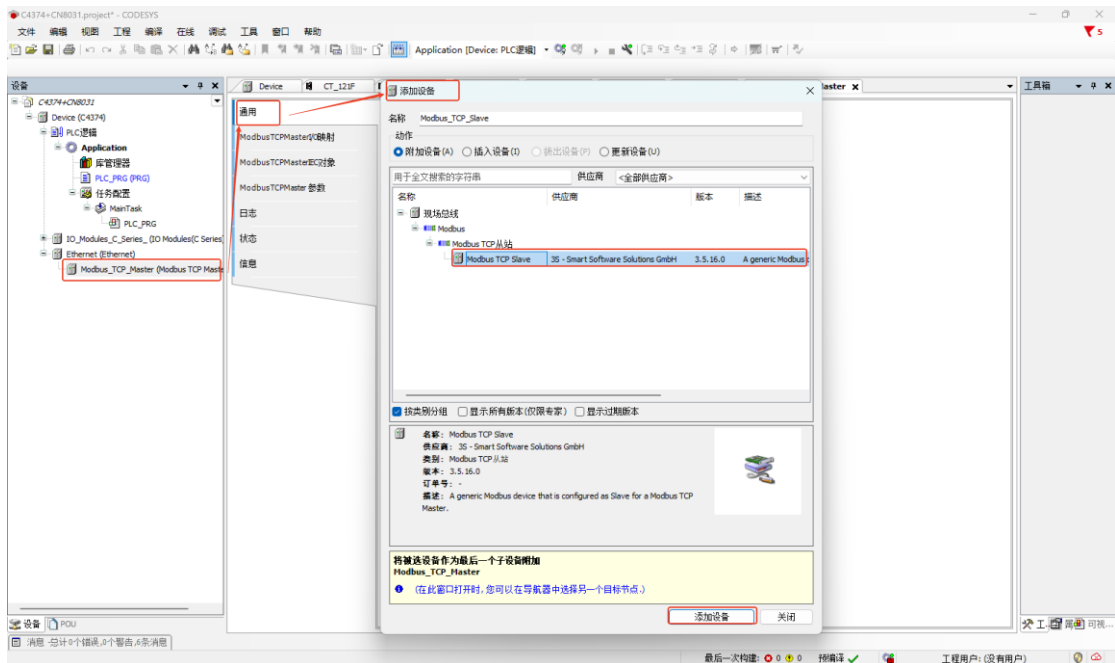 C4374+CN8031.project* - CODESYS
文件 编辑 视图 工程 编译 在线 调试 工具 窗口 帮助
5
Application [Device: PLC逻辑]
设备
C4374+CN8031
Device (C4374)
PLC逻辑
Application
库管理器
PLC_PRG (PRG)
任务配置
MainTask
PLC_PRG
IO_Modules_C_Series_ (IO Modules(C Series
Ethernet (Ethernet)
Modbus_TCP_Master (Modbus TCP Maste
设备 POU
消息 -总计0个错误,0个警告,6条消息
Device CT_121F aster
通用
ModbusTCPMasterI/O映射
ModbusTCPMasterIEC对象
ModbusTCPMaster 参数
日志
状态
信息
添加设备
名称 Modbus_TCP_Slave
动作
附加设备(A) 插入设备(I) 拔出设备(P) 更新设备(U)
用于全文搜索的字符串 供应商 <全部供应商>
名称 供应商 版本 描述
现场总线
Modbus
Modbus TCP从站
Modbus TCP Slave 3S - Smart Software Solutions GmbH 3.5.16.0 A generic Modbus
按类别分组 显示所有版本(仅限专家) 显示过期版本
名称: Modbus TCP Slave
供应商: 3S - Smart Software Solutions GmbH
类别: Modbus TCP从站
版本: 3.5.16.0
订单号: -
描述: A generic Modbus device that is configured as Slave for a Modbus TCP
Master.
将被选设备作为最后一个子设备附加
Modbus_TCP_Master
(在此窗口打开时, 您可以在导航器中选择另一个目标节点.)
添加设备 关闭
工具箱
工... 可视...
最后一次构建: 0 0 预编译 工程用户: (没有用户)